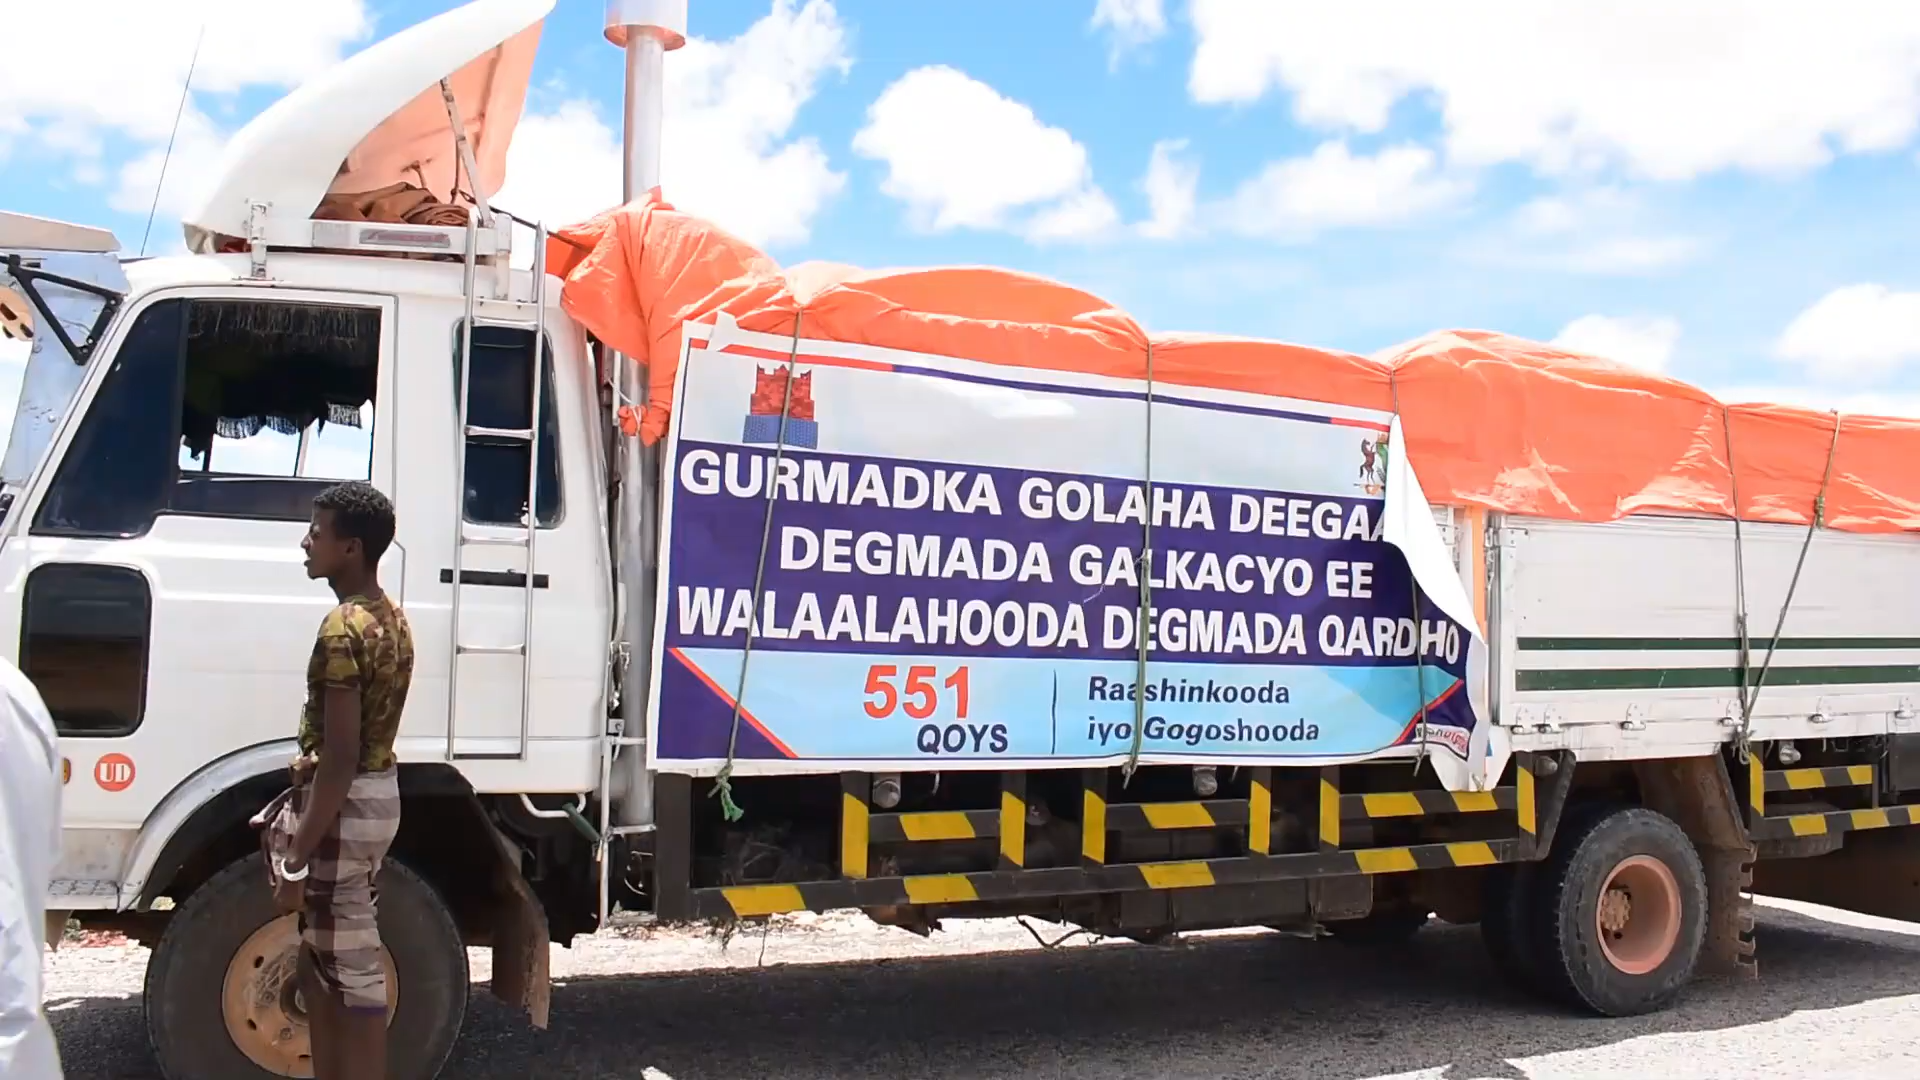 GURMADKA GOLAHA DEEGAA
DEGMADA GALKACYO EE
WALAALAHOODA DEGMADA QARDHO
551
QOYS
Raashinkooda
iyo Gogoshooda
UD